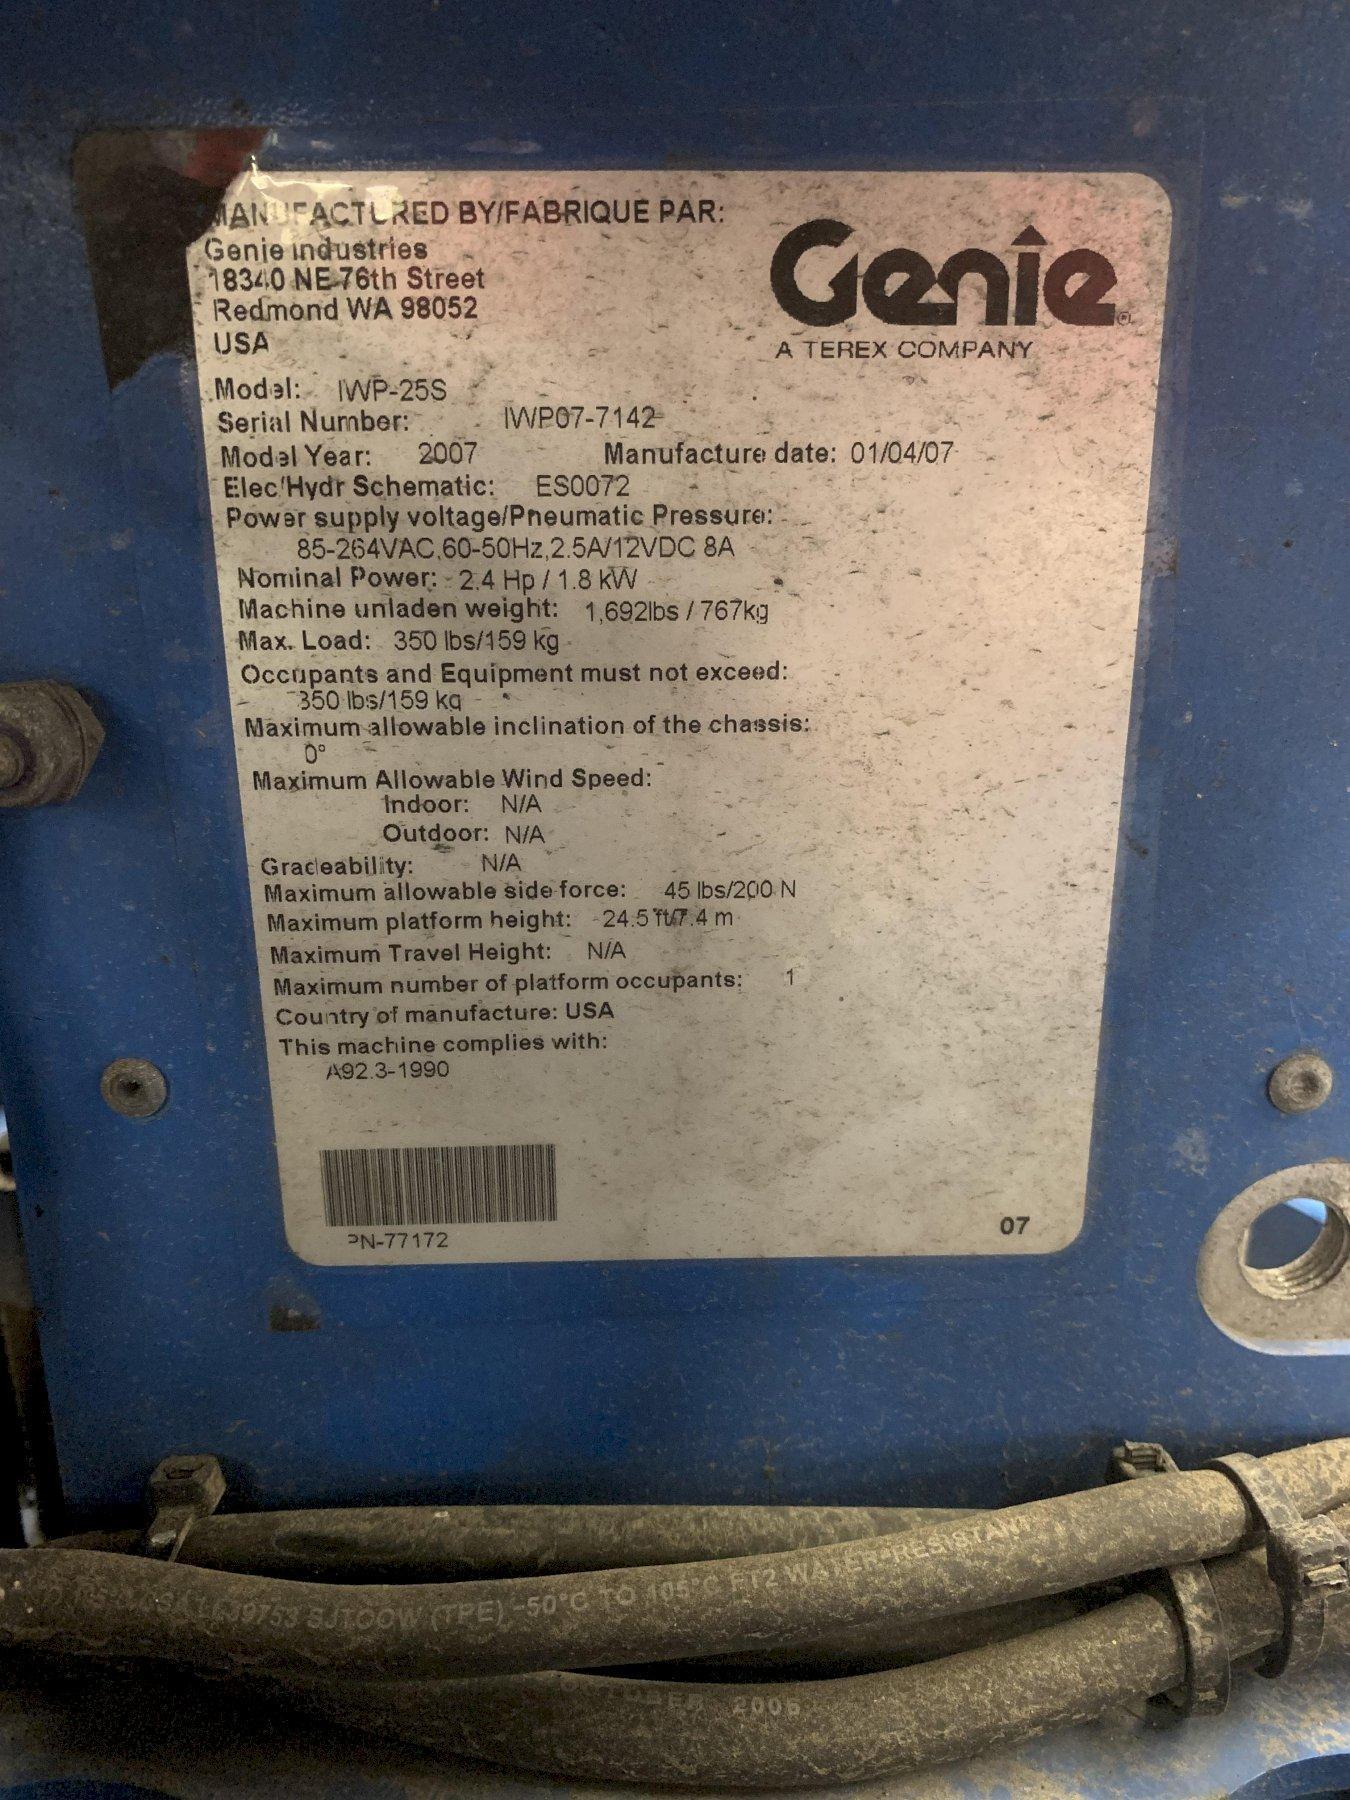 MANUFACTURED BY/FABRIQUE PAR:
Genie industries
18340 NE 76th Street
Redmond WA 98052
USA
Genie®
A TEREX COMPANY
Model: IWP-25S
Serial Number: IWP07-7142
Model Year: 2007 Manufacture date: 01/04/07
Elec/Hydr Schematic: ES0072
Power supply voltage/Pneumatic Pressure:
85-264VAC,60-50Hz,2.5A/12VDC 8A
Nominal Power: 2.4 Hp / 1.8 kW
Machine unladen weight: 1,692lbs / 767kg
Max. Load: 350 lbs/159 kg
Occupants and Equipment must not exceed:
350 lbs/159 kg
Maximum allowable inclination of the chassis:
0°
Maximum Allowable Wind Speed:
Indoor: N/A
Outdoor: N/A
Gradeability: N/A
Maximum allowable side force: 45 lbs/200 N
Maximum platform height: 24.5 ft/7.4 m
Maximum Travel Height: N/A
Maximum number of platform occupants: 1
Country of manufacture: USA
This machine complies with:
A92.3-1990
PN-77172
07
SJTOOW (TPE) -50°C TO 105°C FT2 WATER-RESISTANT
OCTOBER 2006